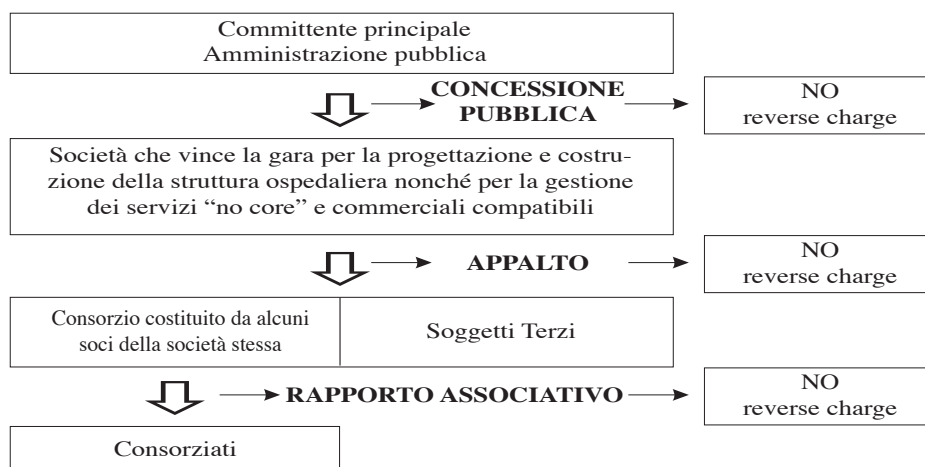 Committente principale
Amministrazione pubblica
CONCESSIONE
PUBBLICA
NO
reverse charge
Società che vince la gara per la progettazione e costru-
zione della struttura ospedaliera nonché per la gestione
dei servizi “no core” e commerciali compatibili
APPALTO
NO
reverse charge
Consorzio costituito da alcuni
soci della società stessa
Soggetti Terzi
RAPPORTO ASSOCIATIVO
NO
reverse charge
Consorziati